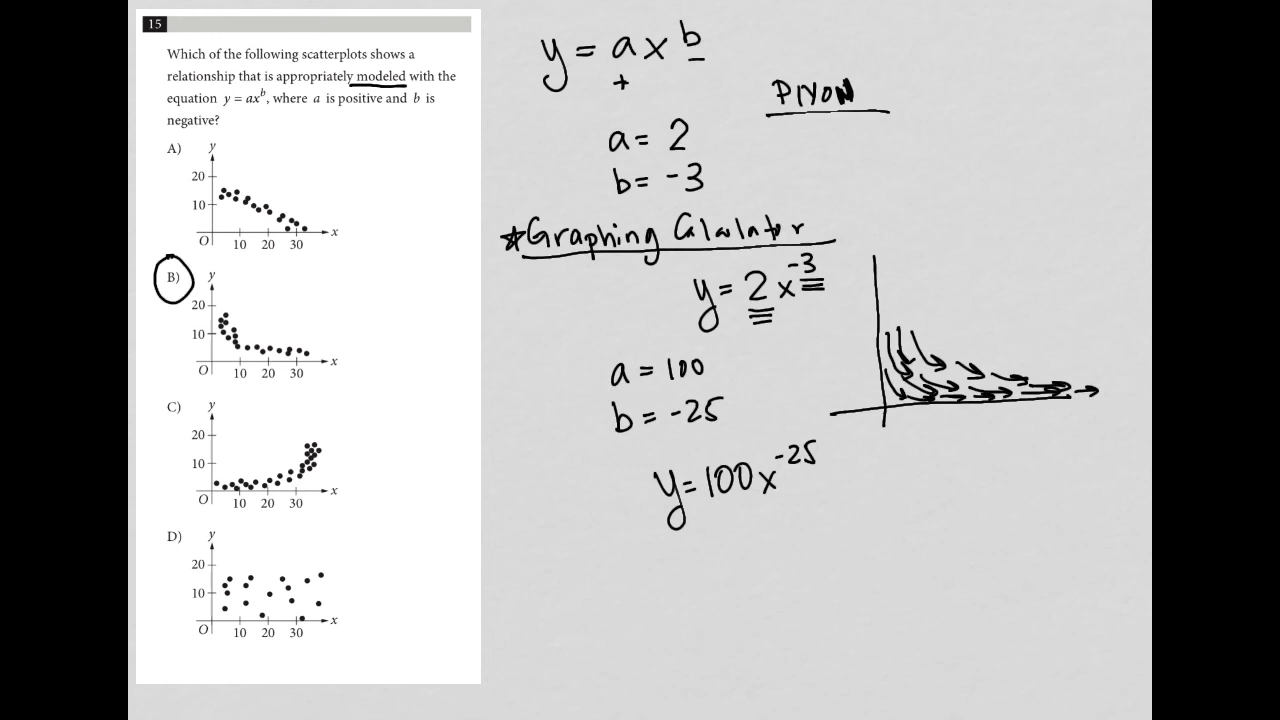 15
Which of the following scatterplots shows a
relationship that is appropriately modeled with the
equation y = ax^b, where a is positive and b is
negative?
A)
y
20
10
O 10 20 30 x
B)
y
20
10
O 10 20 30 x
C)
y
20
10
O 10 20 30 x
D)
y
20
10
O 10 20 30 x
y = ax^b
+
PIYON
a = 2
b = -3
☆Graphing Calculator
y = 2x^-3
a = 100
b = -25
y = 100x^-25